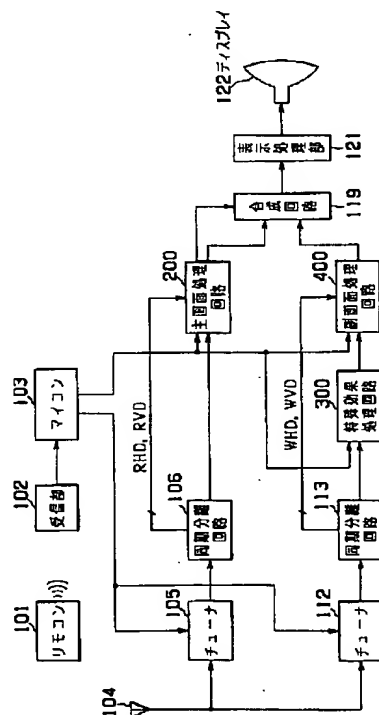 101
リモコン
102
受信部
103
マイコン
104
105
チューナ
106
同期分離
回路
RHD, RVD
200
主画面処理
回路
112
チューナ
113
同期分離
回路
WHD, WVD
300
特殊効果
処理回路
400
副画面処理
回路
合成回路
119
表示処理部
121
122 ディスプレイ